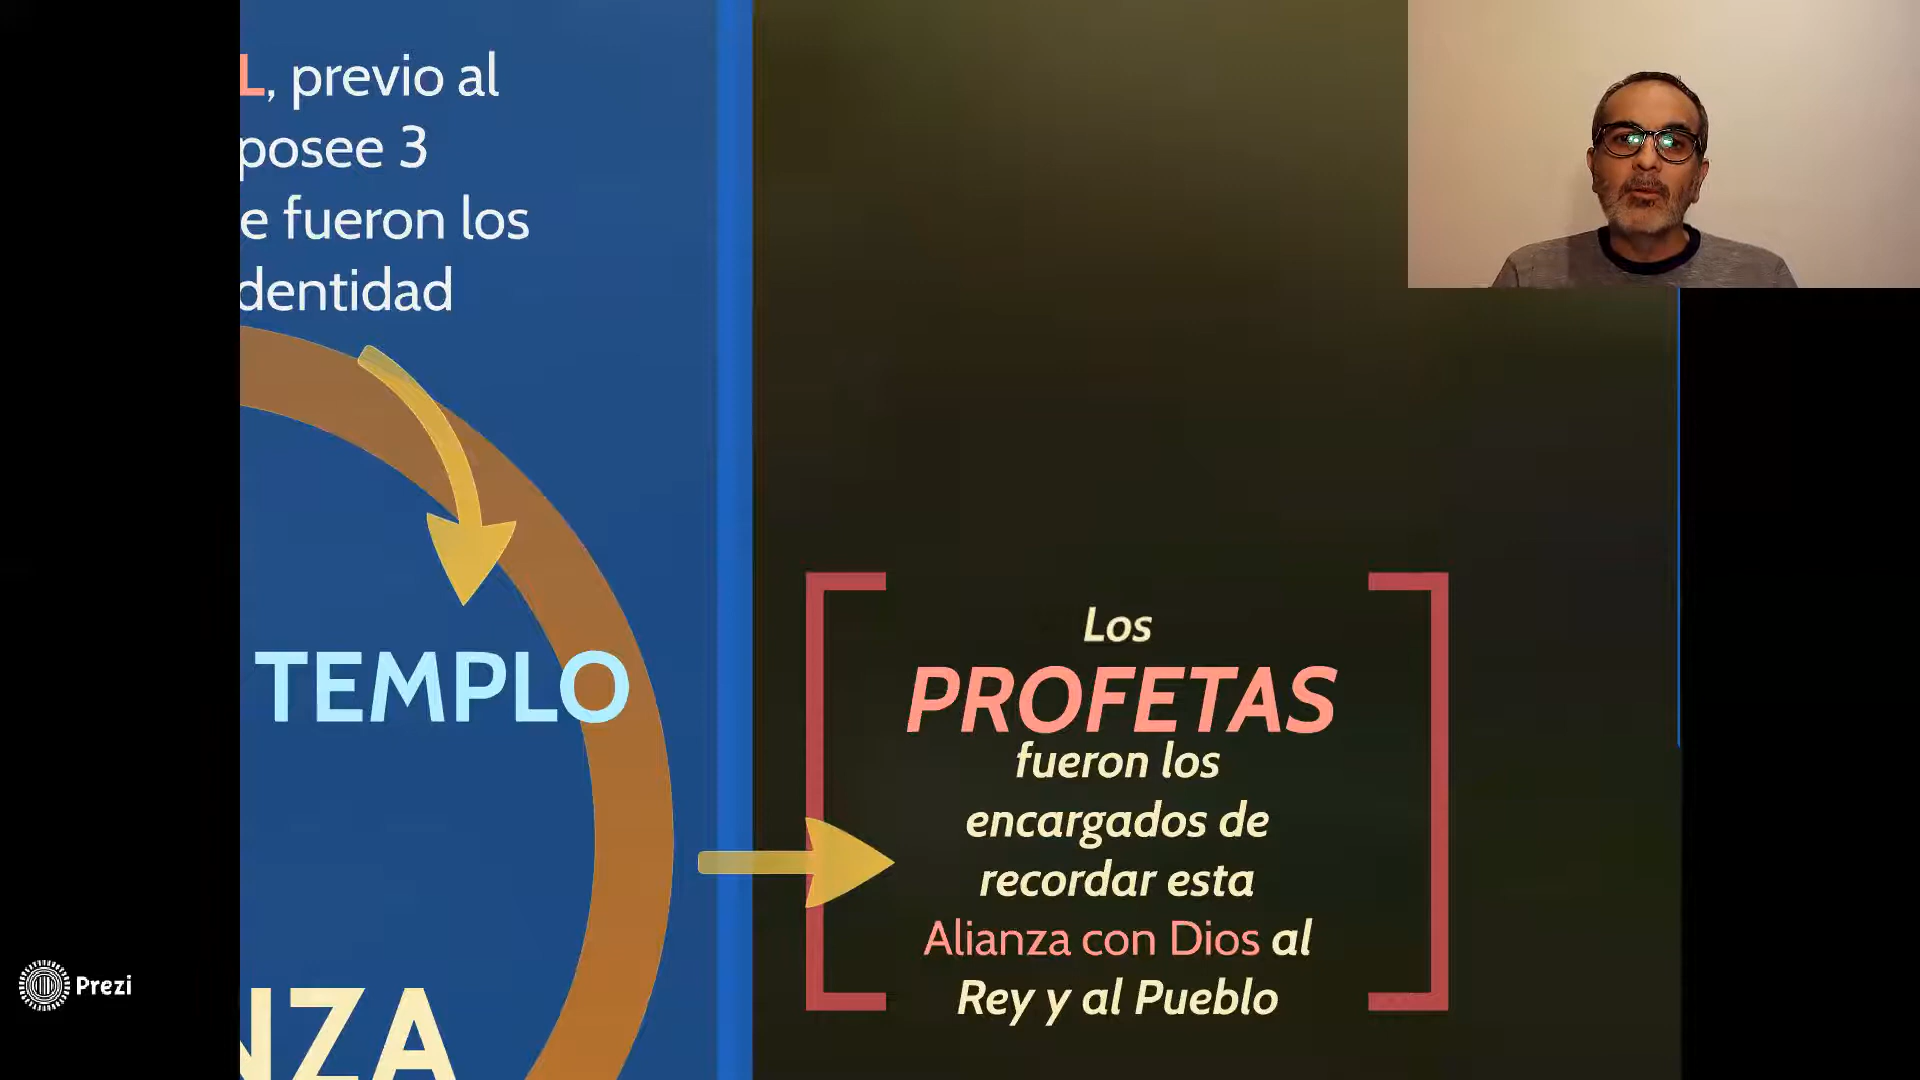 L, previo al
posee 3
e fueron los
dentidad
TEMPLO
NZA
Los
PROFETAS
fueron los
encargados de
recordar esta
Alianza con Dios al
Rey y al Pueblo
Prezi